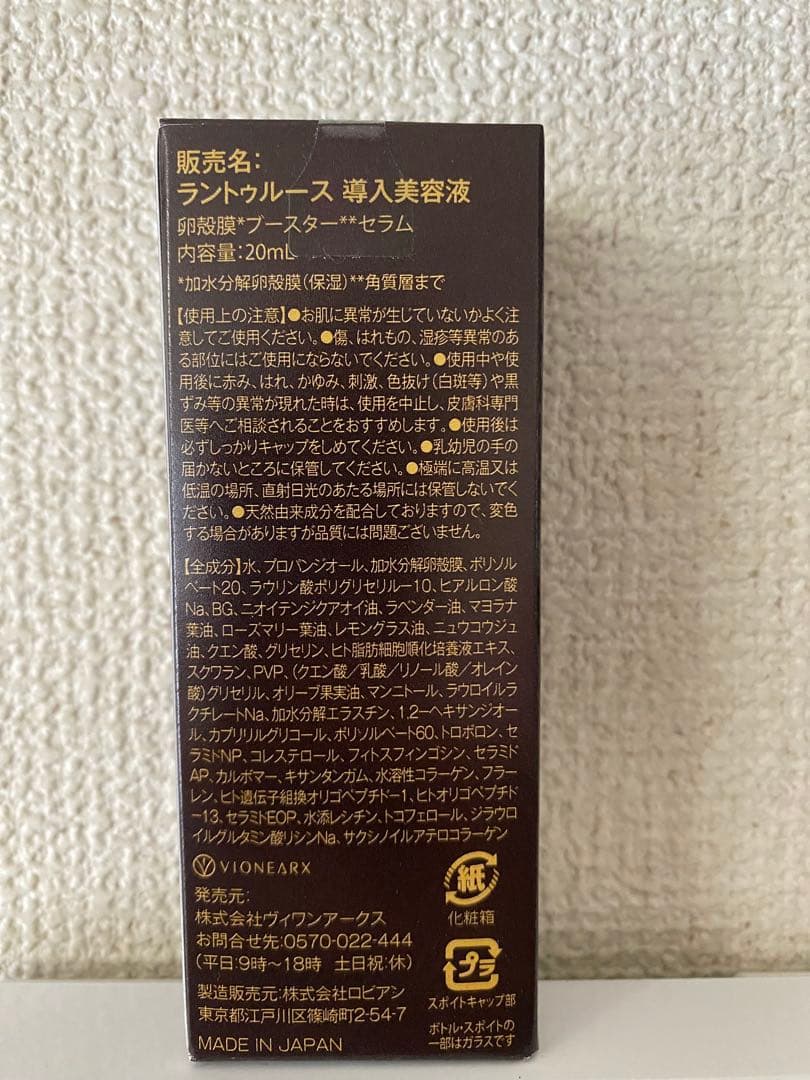 販売名:
ラントゥルース 導入美容液
卵殻膜*ブースター**セラム
内容量:20mL
*加水分解卵殻膜(保湿)**角質層まで
【使用上の注意】●お肌に異常が生じていないかよく注
意してご使用ください。●傷、はれもの、湿疹等異常のあ
る部位にはご使用にならないでください。●使用中や使
用後に赤み、はれ、かゆみ、刺激、色抜け(白斑等)や黒
ずみ等の異常が現れた時は、使用を中止し、皮膚科専門
医等へご相談されることをおすすめします。●使用後は
必ずしっかりキャップをしめてください。●乳幼児の手の
届かないところに保管してください。●極端に高温又は
低温の場所、直射日光のあたる場所には保管しないでく
ださい。●天然由来成分を配合しておりますので、変色
する場合がありますが品質には問題ございません。
【全成分】水、プロパンジオール、加水分解卵殻膜、ポリソル
ベート20、ラウリン酸ポリグリセリル-10、ヒアルロン酸
Na、BG、ニオイテンジクアオイ油、ラベンダー油、マヨラナ
葉油、ローズマリー葉油、レモングラス油、ニュウコウジュ
油、クエン酸、グリセリン、ヒト脂肪細胞順化培養液エキス、
スクワラン、PVP、(クエン酸/乳酸/リノール酸/オレイン
酸)グリセリル、オリーブ果実油、マンニトール、ラウロイルラ
クチレートNa、加水分解エラスチン、1,2-ヘキサンジオー
ル、カプリリルグリコール、ポリソルベート60、トロポロン、セ
ラミドNP、コレステロール、フィトスフィンゴシン、セラミド
AP、カルボマー、キサンタンガム、水溶性コラーゲン、フラー
レン、ヒト遺伝子組換オリゴペプチド-1、ヒトオリゴペプチド
-13、セラミドEOP、水添レシチン、トコフェロール、ジラウロ
イルグルタミン酸リシンNa、サクシノイルアテロコラーゲン
VIONEARX
発売元:
株式会社ヴィワンアークス
お問合せ先:0570-022-444
(平日:9時～18時 土日祝:休)
製造販売元:株式会社ロビアン
東京都江戸川区篠崎町2-54-7
MADE IN JAPAN
紙
化粧箱
プラ
スポイトキャップ部
ボトル・スポイトの
一部はガラスです